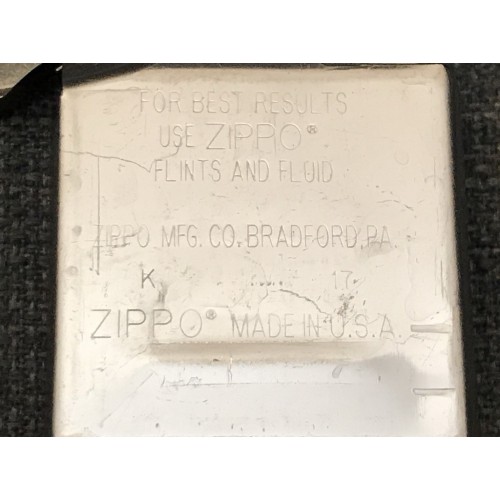 FOR BEST RESULTS
USE ZIPPO®
FLINTS AND FLUID
ZIPPO MFG. CO. BRADFORD, PA.
K 17
ZIPPO® MADE IN U.S.A.